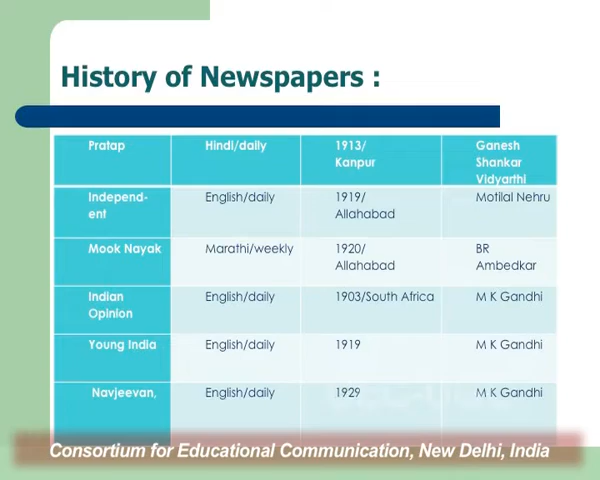 History of Newspapers :
Pratap Hindi/daily 1913/ Ganesh
Kanpur Shankar
Vidyarthi
Independ- English/daily 1919/ Motilal Nehru
ent Allahabad
Mook Nayak Marathi/weekly 1920/ BR
Allahabad Ambedkar
Indian English/daily 1903/South Africa M K Gandhi
Opinion
Young India English/daily 1919 M K Gandhi
Navjeevan, English/daily 1929 M K Gandhi
Consortium for Educational Communication, New Delhi, India